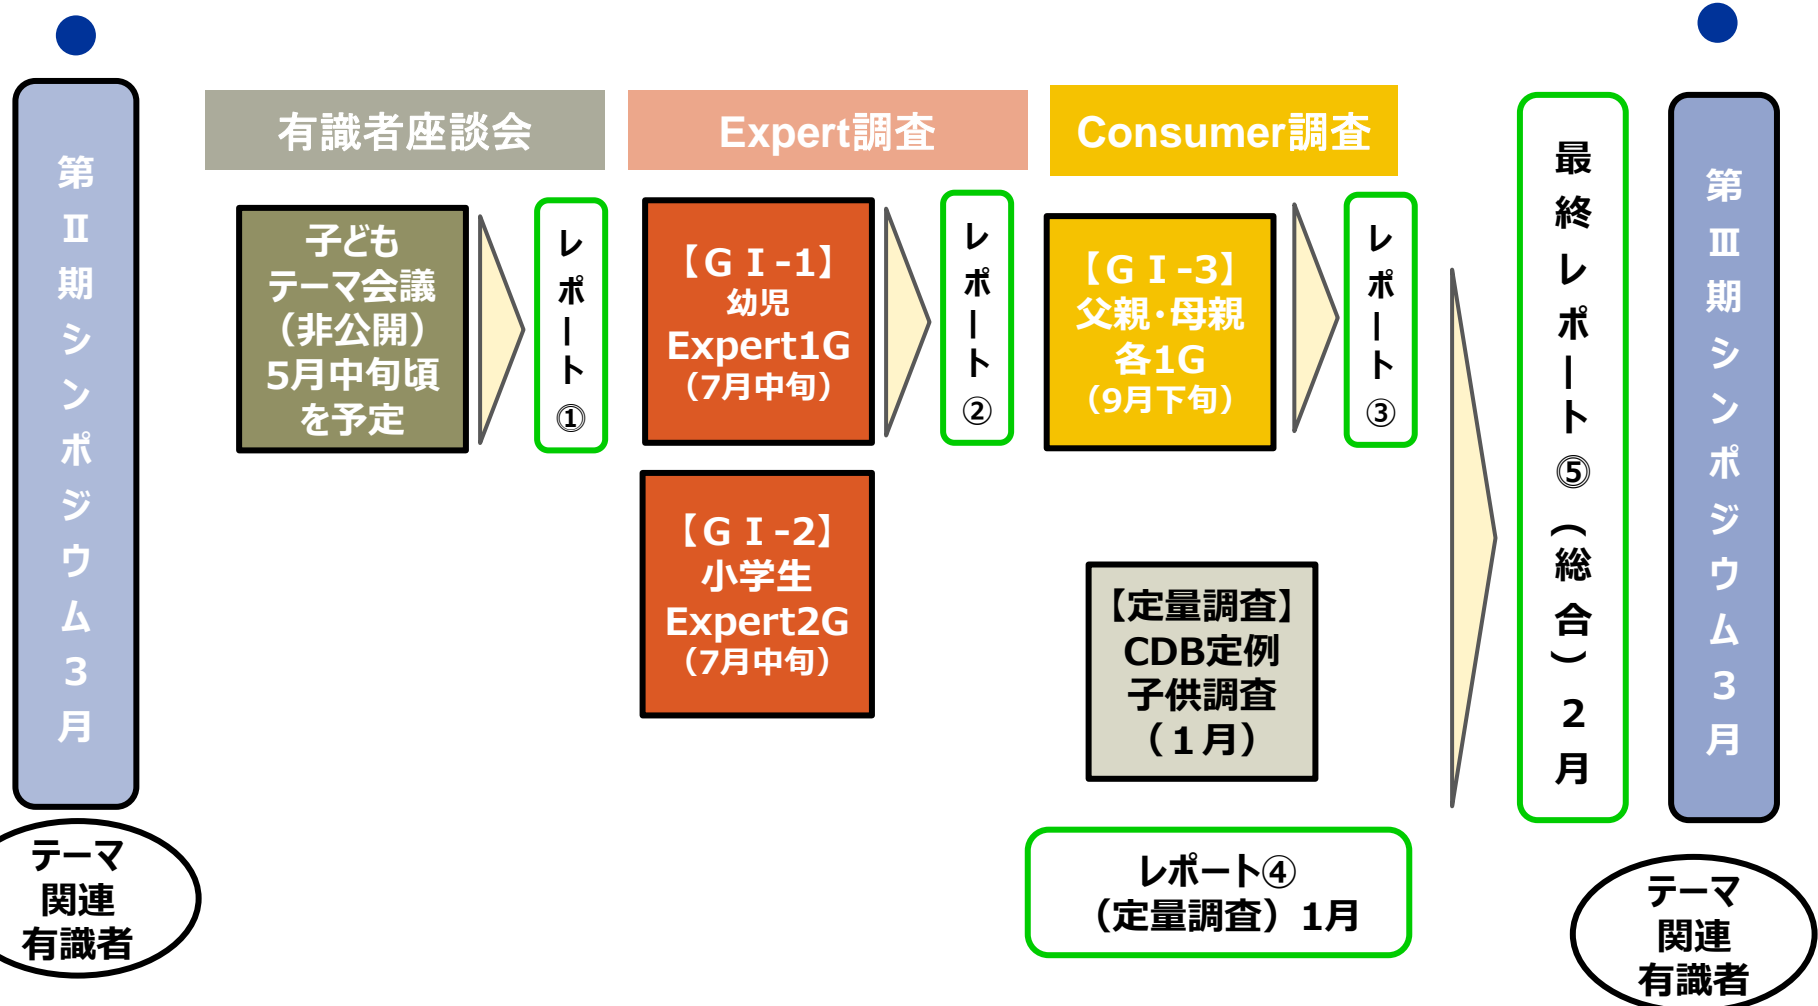 第Ⅱ期シンポジウム3月
テーマ
関連
有識者
有識者座談会
子ども
テーマ会議
（非公開）
5月中旬頃
を予定
レポート①
Expert調査
【ＧＩ-1】
幼児
Expert1G
（7月中旬）
【ＧＩ-2】
小学生
Expert2G
（7月中旬）
レポート②
Consumer調査
【ＧＩ-3】
父親・母親
各1G
（9月下旬）
レポート③
【定量調査】
CDB定例
子供調査
（１月）
レポート④
（定量調査）1月
最終レポート⑤（総合）2月
第Ⅲ期シンポジウム3月
テーマ
関連
有識者